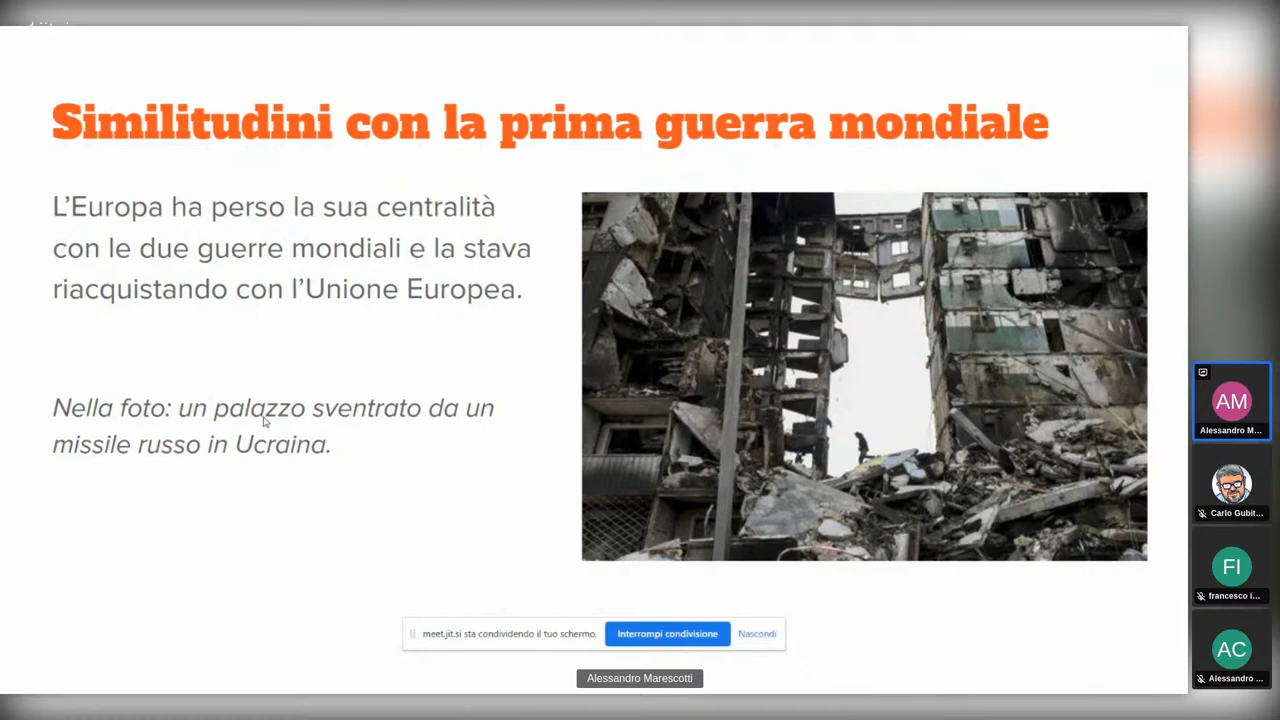 Similitudini con la prima guerra mondiale
L'Europa ha perso la sua centralità
con le due guerre mondiali e la stava
riacquistando con l'Unione Europea.
Nella foto: un palazzo sventrato da un
missile russo in Ucraina.
meet.jit.si sta condividendo il tuo schermo. Interrompi condivisione Nascondi
Alessandro Marescotti
AM
Alessandro M...
Carlo Gubit...
FI
francesco i...
AC
Alessandro ...